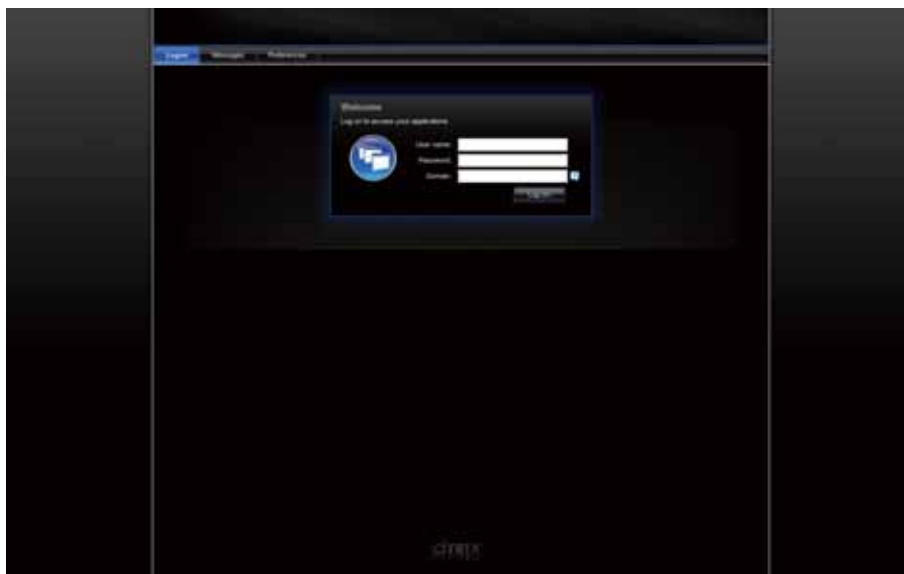 Logon Messages Preferences
Welcome
Log on to access your applications.
User name:
Password:
Domain:
Log On
citrix